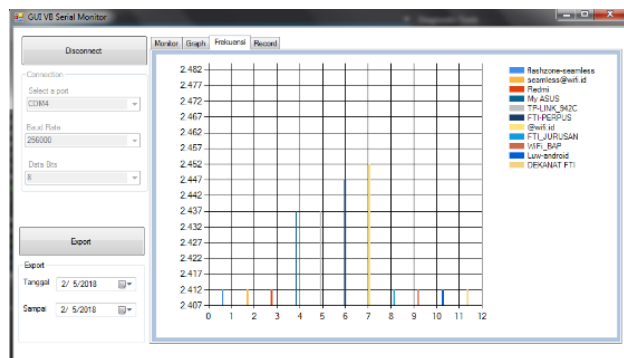 GUI VB Serial Monitor
Disconnect
Connection
Select a port
COM4
Baud Rate
256000
Data Bits
8
Export
Export
Tanggal 2/ 5/2018
Sampai 2/ 5/2018
Monitor Graph Frekuensi Record
2.482
2.477
2.472
2.467
2.462
2.457
2.452
2.447
2.442
2.437
2.432
2.427
2.422
2.417
2.412
2.407
0 1 2 3 4 5 6 7 8 9 10 11 12
flashzone-seamless
seamless@wifi.id
Redmi
My ASUS
TP-LINK_942C
FTI-PERPUS
@wifi.id
FTI_JURUSAN
WiFi_BAP
Luw-android
DEKANAT FTI